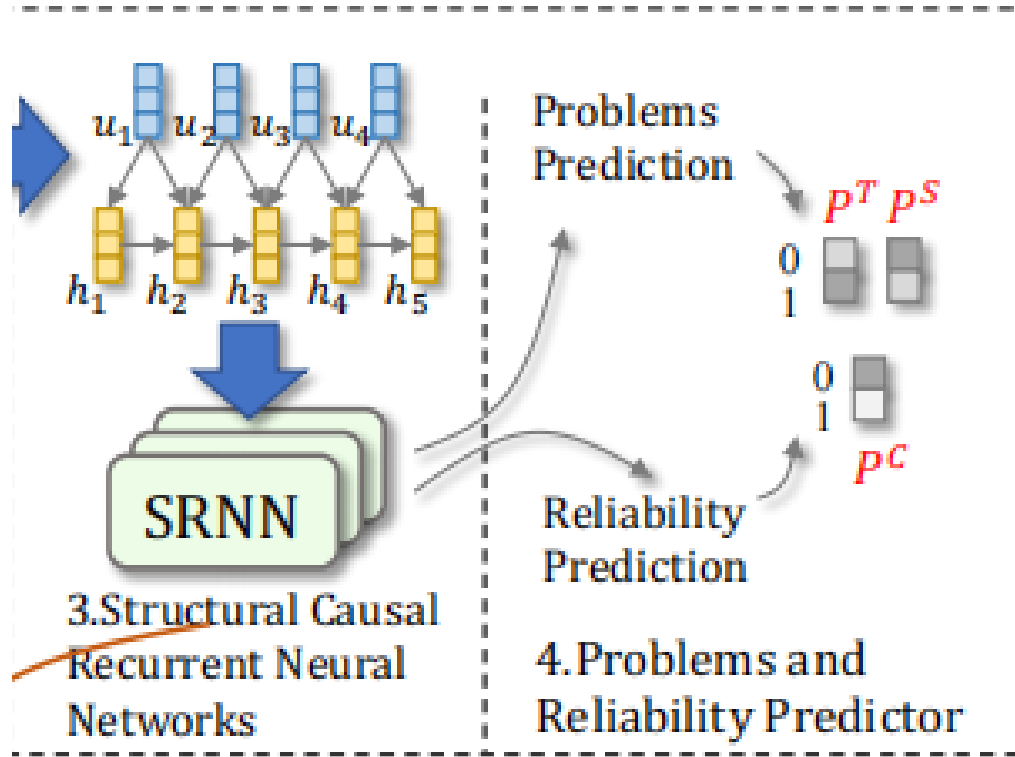 u₁ u₂ u₃ u₄
h₁ h₂ h₃ h₄ h₅
SRNN
3.Structural Causal
Recurrent Neural
Networks
Problems
Prediction
P^T P^S
0
1
0
1
P^C
Reliability
Prediction
4.Problems and
Reliability Predictor